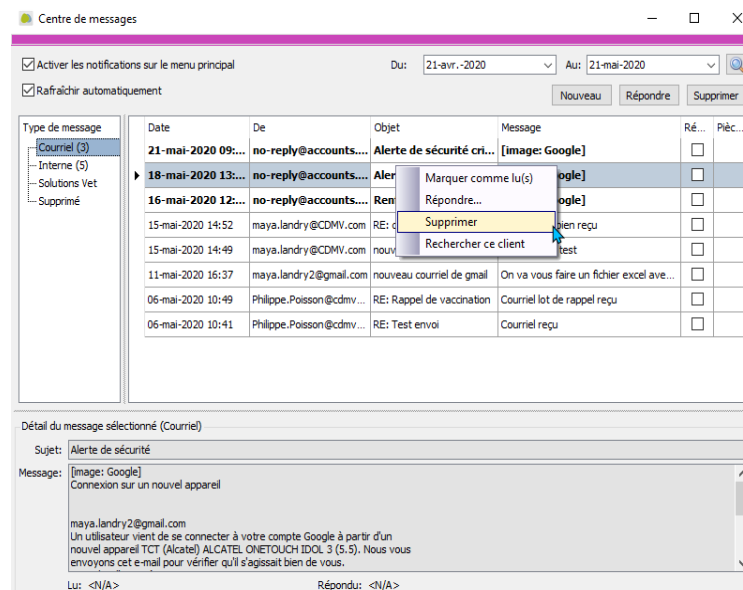 Centre de messages
Activer les notifications sur le menu principal Du: 21-avr.-2020 Au: 21-mai-2020
Rafraîchir automatiquement Nouveau Répondre Supprimer
Type de message Date De Objet Message Ré... Pièc...
Courriel (3)
Interne (5)
Solutions Vet
Supprimé
21-mai-2020 09:... no-reply@accounts.... Alerte de sécurité cri... [image: Google]
18-mai-2020 13:... no-reply@accounts.... Aler ogle]
16-mai-2020 12:... no-reply@accounts.... Rem ogle]
15-mai-2020 14:52 maya.landry@CDMV.com RE: bien reçu
15-mai-2020 14:49 maya.landry@CDMV.com nouv test
11-mai-2020 16:37 maya.landry2@gmail.com nouveau courriel de gmail On va vous faire un fichier excel ave...
06-mai-2020 10:49 Philippe.Poisson@cdmv... RE: Rappel de vaccination Courriel lot de rappel reçu
06-mai-2020 10:41 Philippe.Poisson@cdmv... RE: Test envoi Courriel reçu
Marquer comme lu(s)
Répondre...
Supprimer
Rechercher ce client
Détail du message sélectionné (Courriel)
Sujet: Alerte de sécurité
Message: [image: Google]
Connexion sur un nouvel appareil
maya.landry2@gmail.com
Un utilisateur vient de se connecter à votre compte Google à partir d'un
nouvel appareil TCT (Alcatel) ALCATEL ONETOUCH IDOL 3 (5.5). Nous vous
envoyons cet e-mail pour vérifier qu'il s'agissait bien de vous.
Lu: <N/A> Répondu: <N/A>